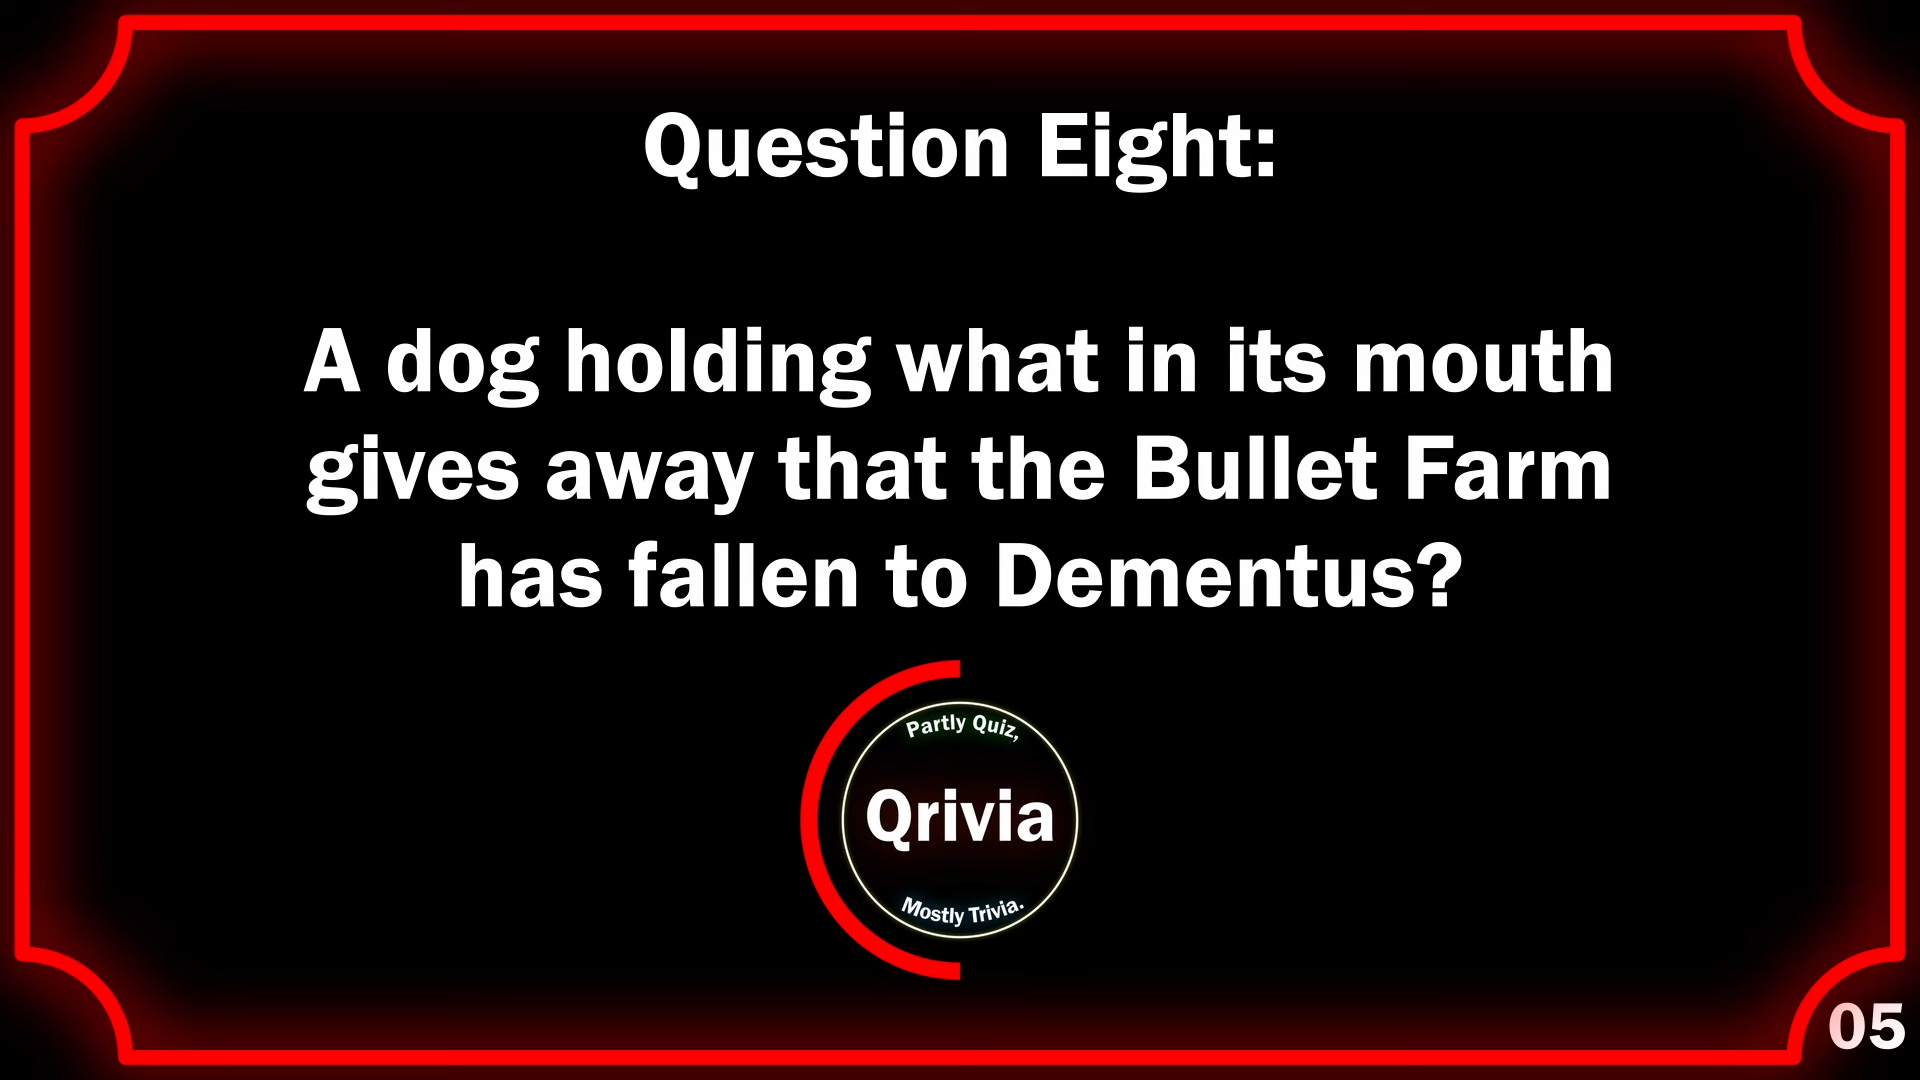 Question Eight:
A dog holding what in its mouth
gives away that the Bullet Farm
has fallen to Dementus?
Partly Quiz,
Qrivia
Mostly Trivia.
05